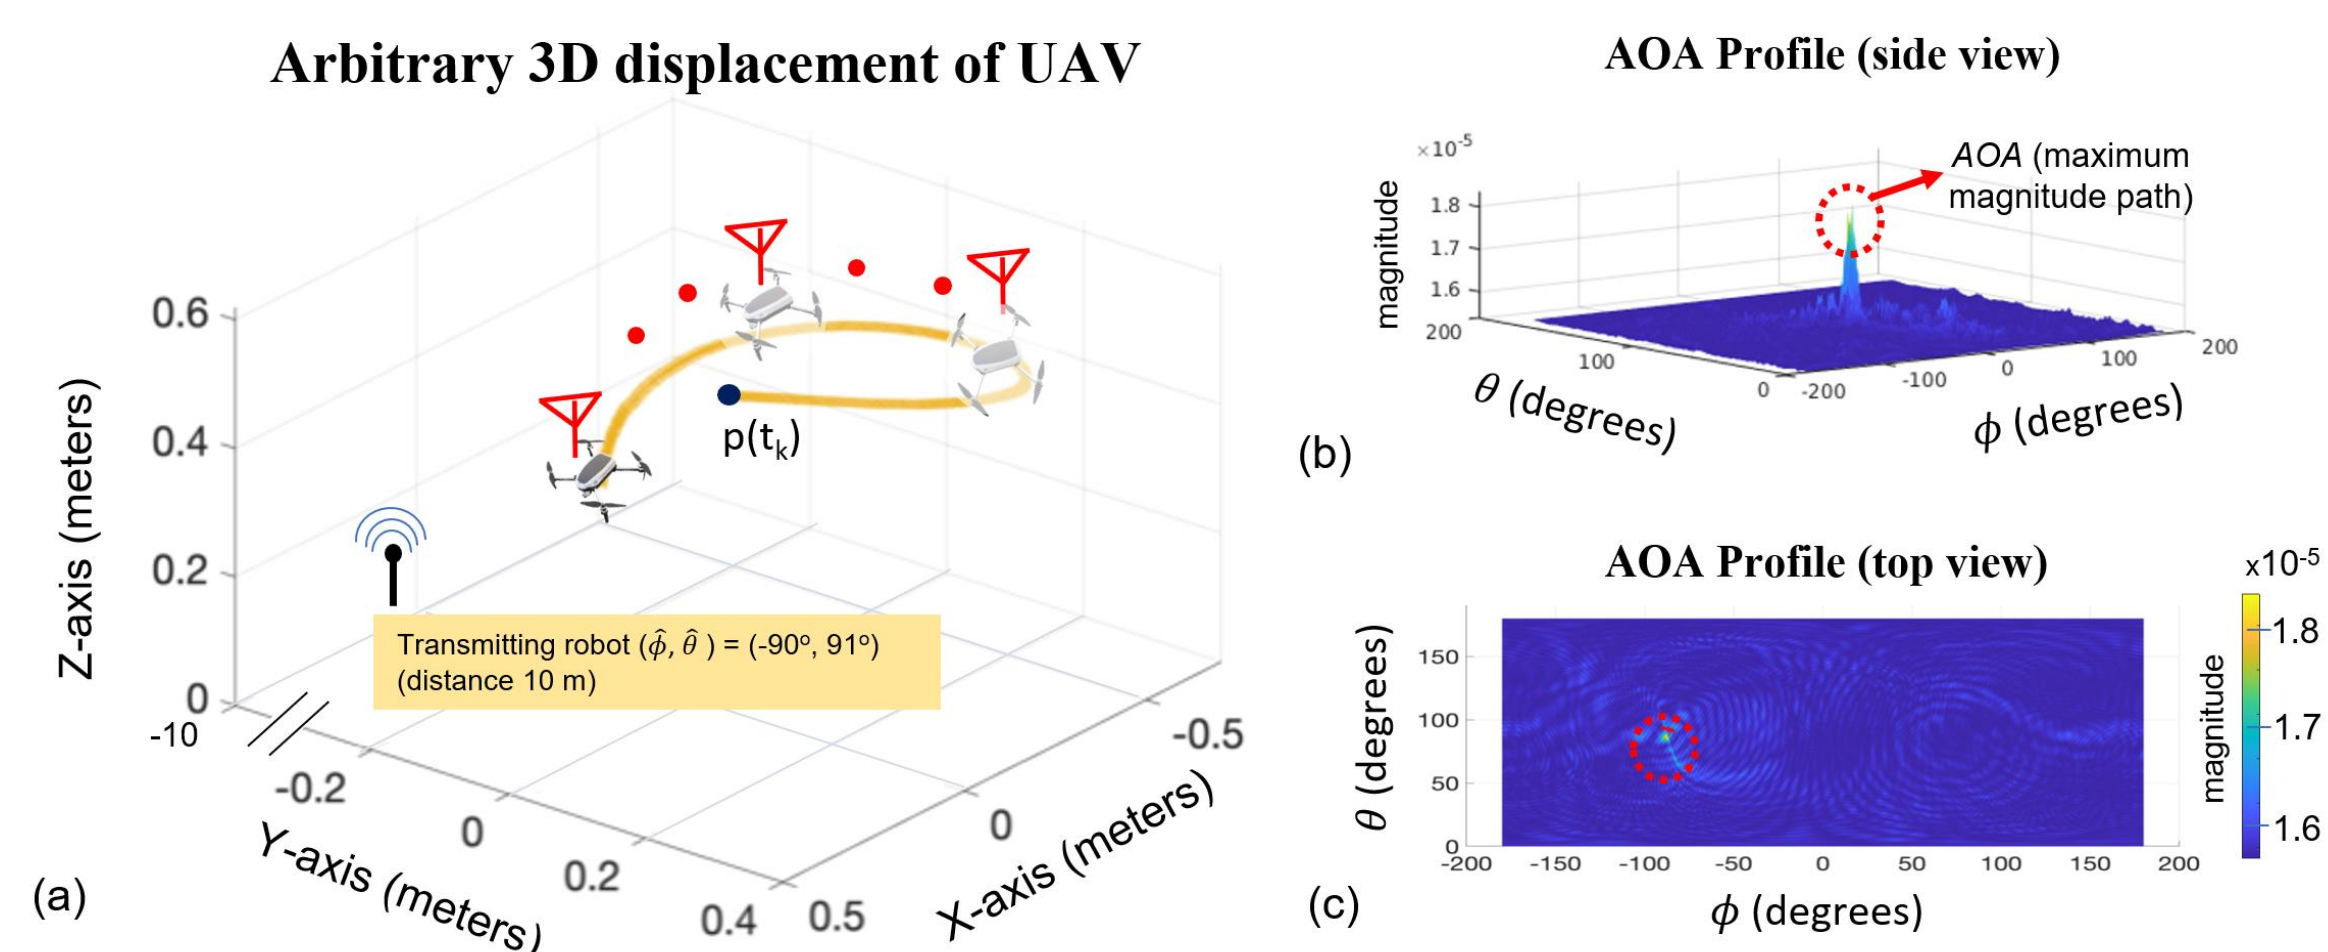 Arbitrary 3D displacement of UAV
0.6
0.4
0.2
0
-10
Z-axis (meters)
p(tₖ)
Transmitting robot (ϕ̂, θ̂ ) = (-90º, 91º)
(distance 10 m)
-0.2
0
0.2
0.4
Y-axis (meters)
0.5
0
-0.5
X-axis (meters)
(a)
AOA Profile (side view)
×10⁻⁵
AOA (maximum
magnitude path)
magnitude
1.8
1.7
1.6
200
100
0
θ (degrees)
-200
-100
0
100
200
ϕ (degrees)
(b)
AOA Profile (top view)
x10⁻⁵
150
100
50
0
θ (degrees)
-200
-150
-100
-50
0
50
100
150
200
ϕ (degrees)
magnitude
1.8
1.7
1.6
(c)